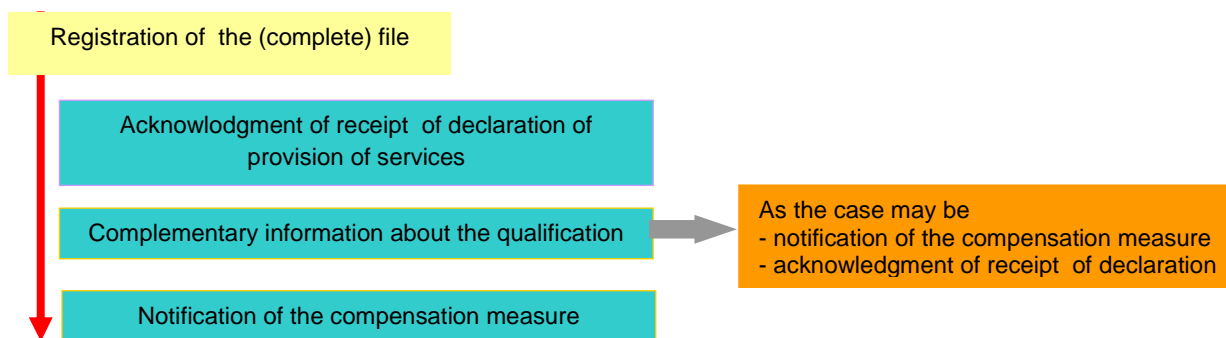 Registration of the (complete) file
Acknowlodgment of receipt of declaration of
provision of services
Complementary information about the qualification
As the case may be
- notification of the compensation measure
- acknowledgment of receipt of declaration
Notification of the compensation measure